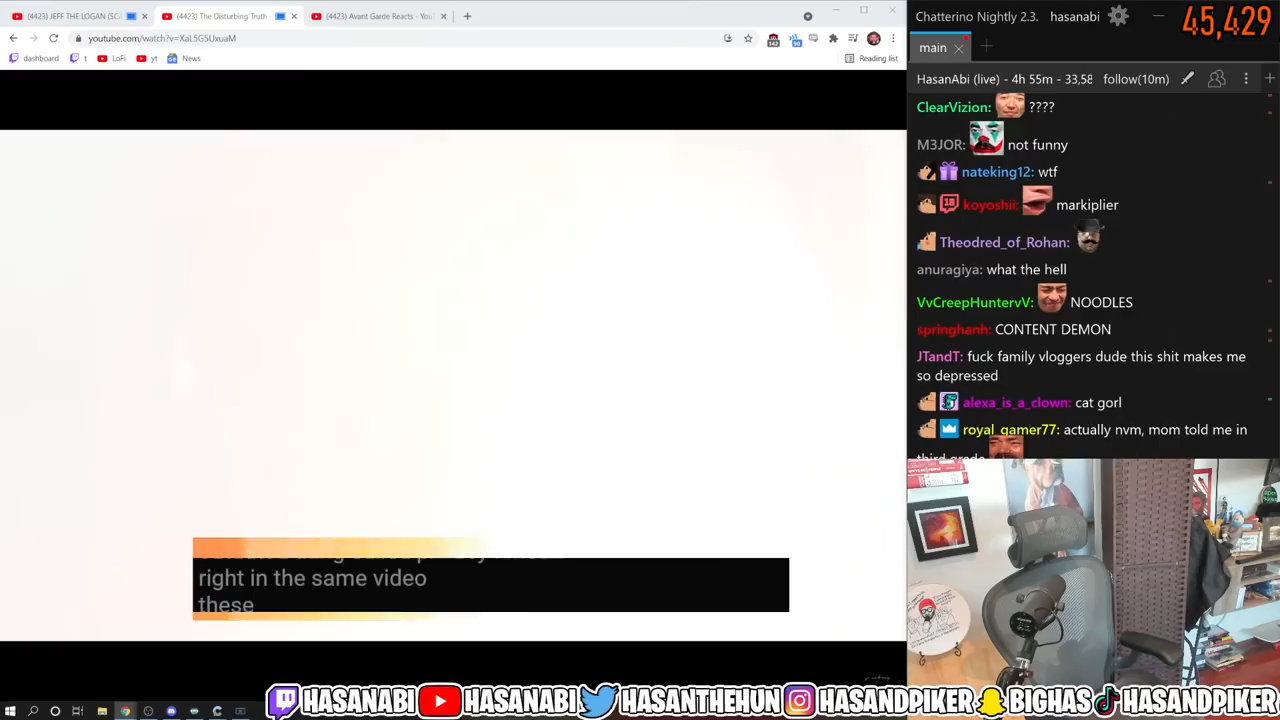 (4423) JEFF THE LOGAN (SC
(4423) The Disturbing Truth
(4423) Avant Garde Reacts - You
youtube.com/watch?v=XaL5G5UxuaM
dashboard
t
LoFi
yt
News
Reading list
right in the same video
these
Chatterino Nightly 2.3.
hasanabi
45,429
main
HasanAbi (live) - 4h 55m - 33,58
follow(10m)
ClearVizion: ????
M3JOR: not funny
nateking12: wtf
koyoshii: markiplier
Theodred_of_Rohan:
anuragiya: what the hell
VvCreepHuntervV: NOODLES
springhanh: CONTENT DEMON
JTandT: fuck family vloggers dude this shit makes me
so depressed
alexa_is_a_clown: cat gorl
royal_gamer77: actually nvm, mom told me in
third grade
HASANABI
HASANABI
HASANTHEHUN
HASANDPIKER
BIGHAS
HASANDPIKER